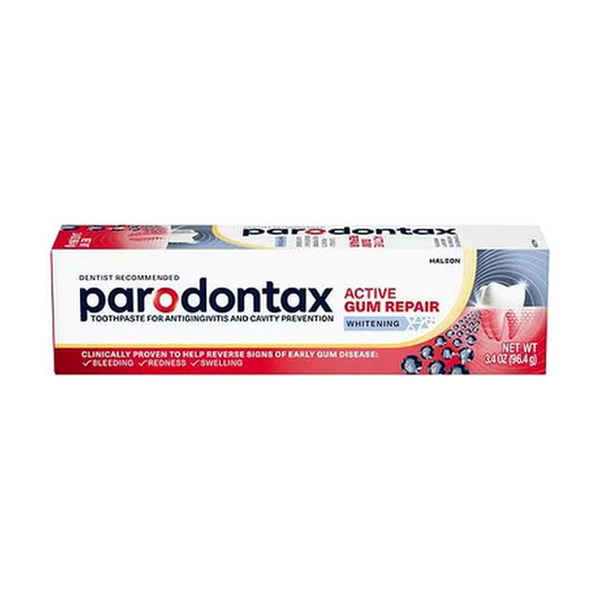 parodontax
HALEON
DENTIST RECOMMENDED
parodontax
TOOTHPASTE FOR ANTIGINGIVITIS AND CAVITY PREVENTION
ACTIVE
GUM REPAIR
WHITENING
CLINICALLY PROVEN TO HELP REVERSE SIGNS OF EARLY GUM DISEASE:
✓BLEEDING ✓REDNESS ✓SWELLING
NET WT
3.4 OZ (96.4 g)